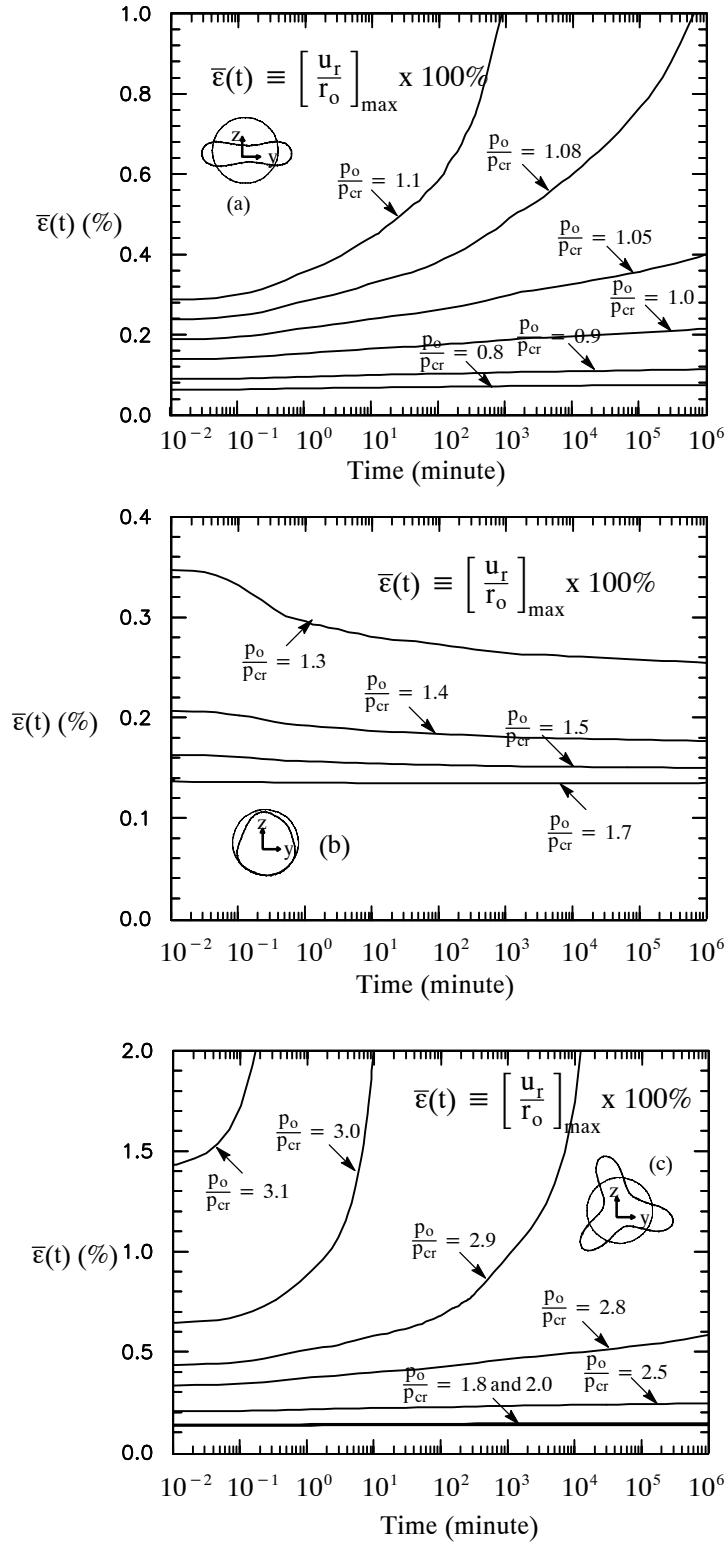 1.0
ε̅(t) ≡ [ u_r / r_o ]_max x 100%
0.8
z
y
p_o/p_cr = 1.1
p_o/p_cr = 1.08
0.6
(a)
ε̅(t) (%)
p_o/p_cr = 1.05
0.4
p_o/p_cr = 1.0
p_o/p_cr = 0.9
p_o/p_cr = 0.8
0.2
0.0
10^−2 10^−1 10^0 10^1 10^2 10^3 10^4 10^5 10^6
Time (minute)
0.4
ε̅(t) ≡ [ u_r / r_o ]_max x 100%
0.3
p_o/p_cr = 1.3
p_o/p_cr = 1.4
ε̅(t) (%)
0.2
p_o/p_cr = 1.5
0.1
z
y
(b)
p_o/p_cr = 1.7
0.0
10^−2 10^−1 10^0 10^1 10^2 10^3 10^4 10^5 10^6
Time (minute)
2.0
ε̅(t) ≡ [ u_r / r_o ]_max x 100%
1.5
p_o/p_cr = 3.0
(c)
p_o/p_cr = 3.1
z
y
ε̅(t) (%)
1.0
p_o/p_cr = 2.9
p_o/p_cr = 2.8
0.5
p_o/p_cr = 1.8 and 2.0
p_o/p_cr = 2.5
0.0
10^−2 10^−1 10^0 10^1 10^2 10^3 10^4 10^5 10^6
Time (minute)